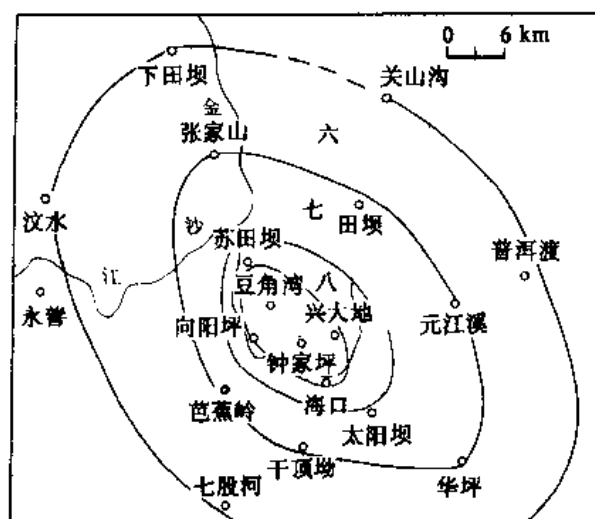 0 6 km
下田坝
关山沟
金
张家山
六
汶水
七
田坝
沙
苏田坝
普洱渡
江
豆角湾
八
永善
兴大地
向阳坪
元江溪
钟家坪
芭蕉岭
海口
太阳坝
干顶坳
七股河
华坪